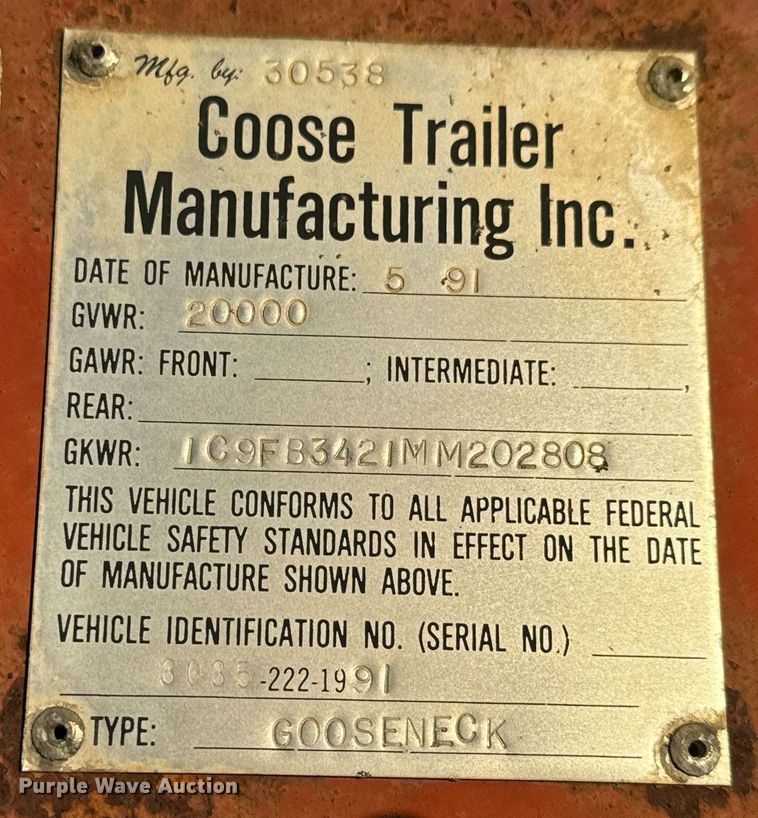 Mfg. by: 30538
Coose Trailer
Manufacturing Inc.
DATE OF MANUFACTURE: 5 91
GVWR: 20000
GAWR: FRONT: ; INTERMEDIATE: ,
REAR:
GKWR: 1C9FB3421MM202808
THIS VEHICLE CONFORMS TO ALL APPLICABLE FEDERAL
VEHICLE SAFETY STANDARDS IN EFFECT ON THE DATE
OF MANUFACTURE SHOWN ABOVE.
VEHICLE IDENTIFICATION NO. (SERIAL NO.)
3035-222-1991
TYPE: GOOSENECK
Purple Wave Auction